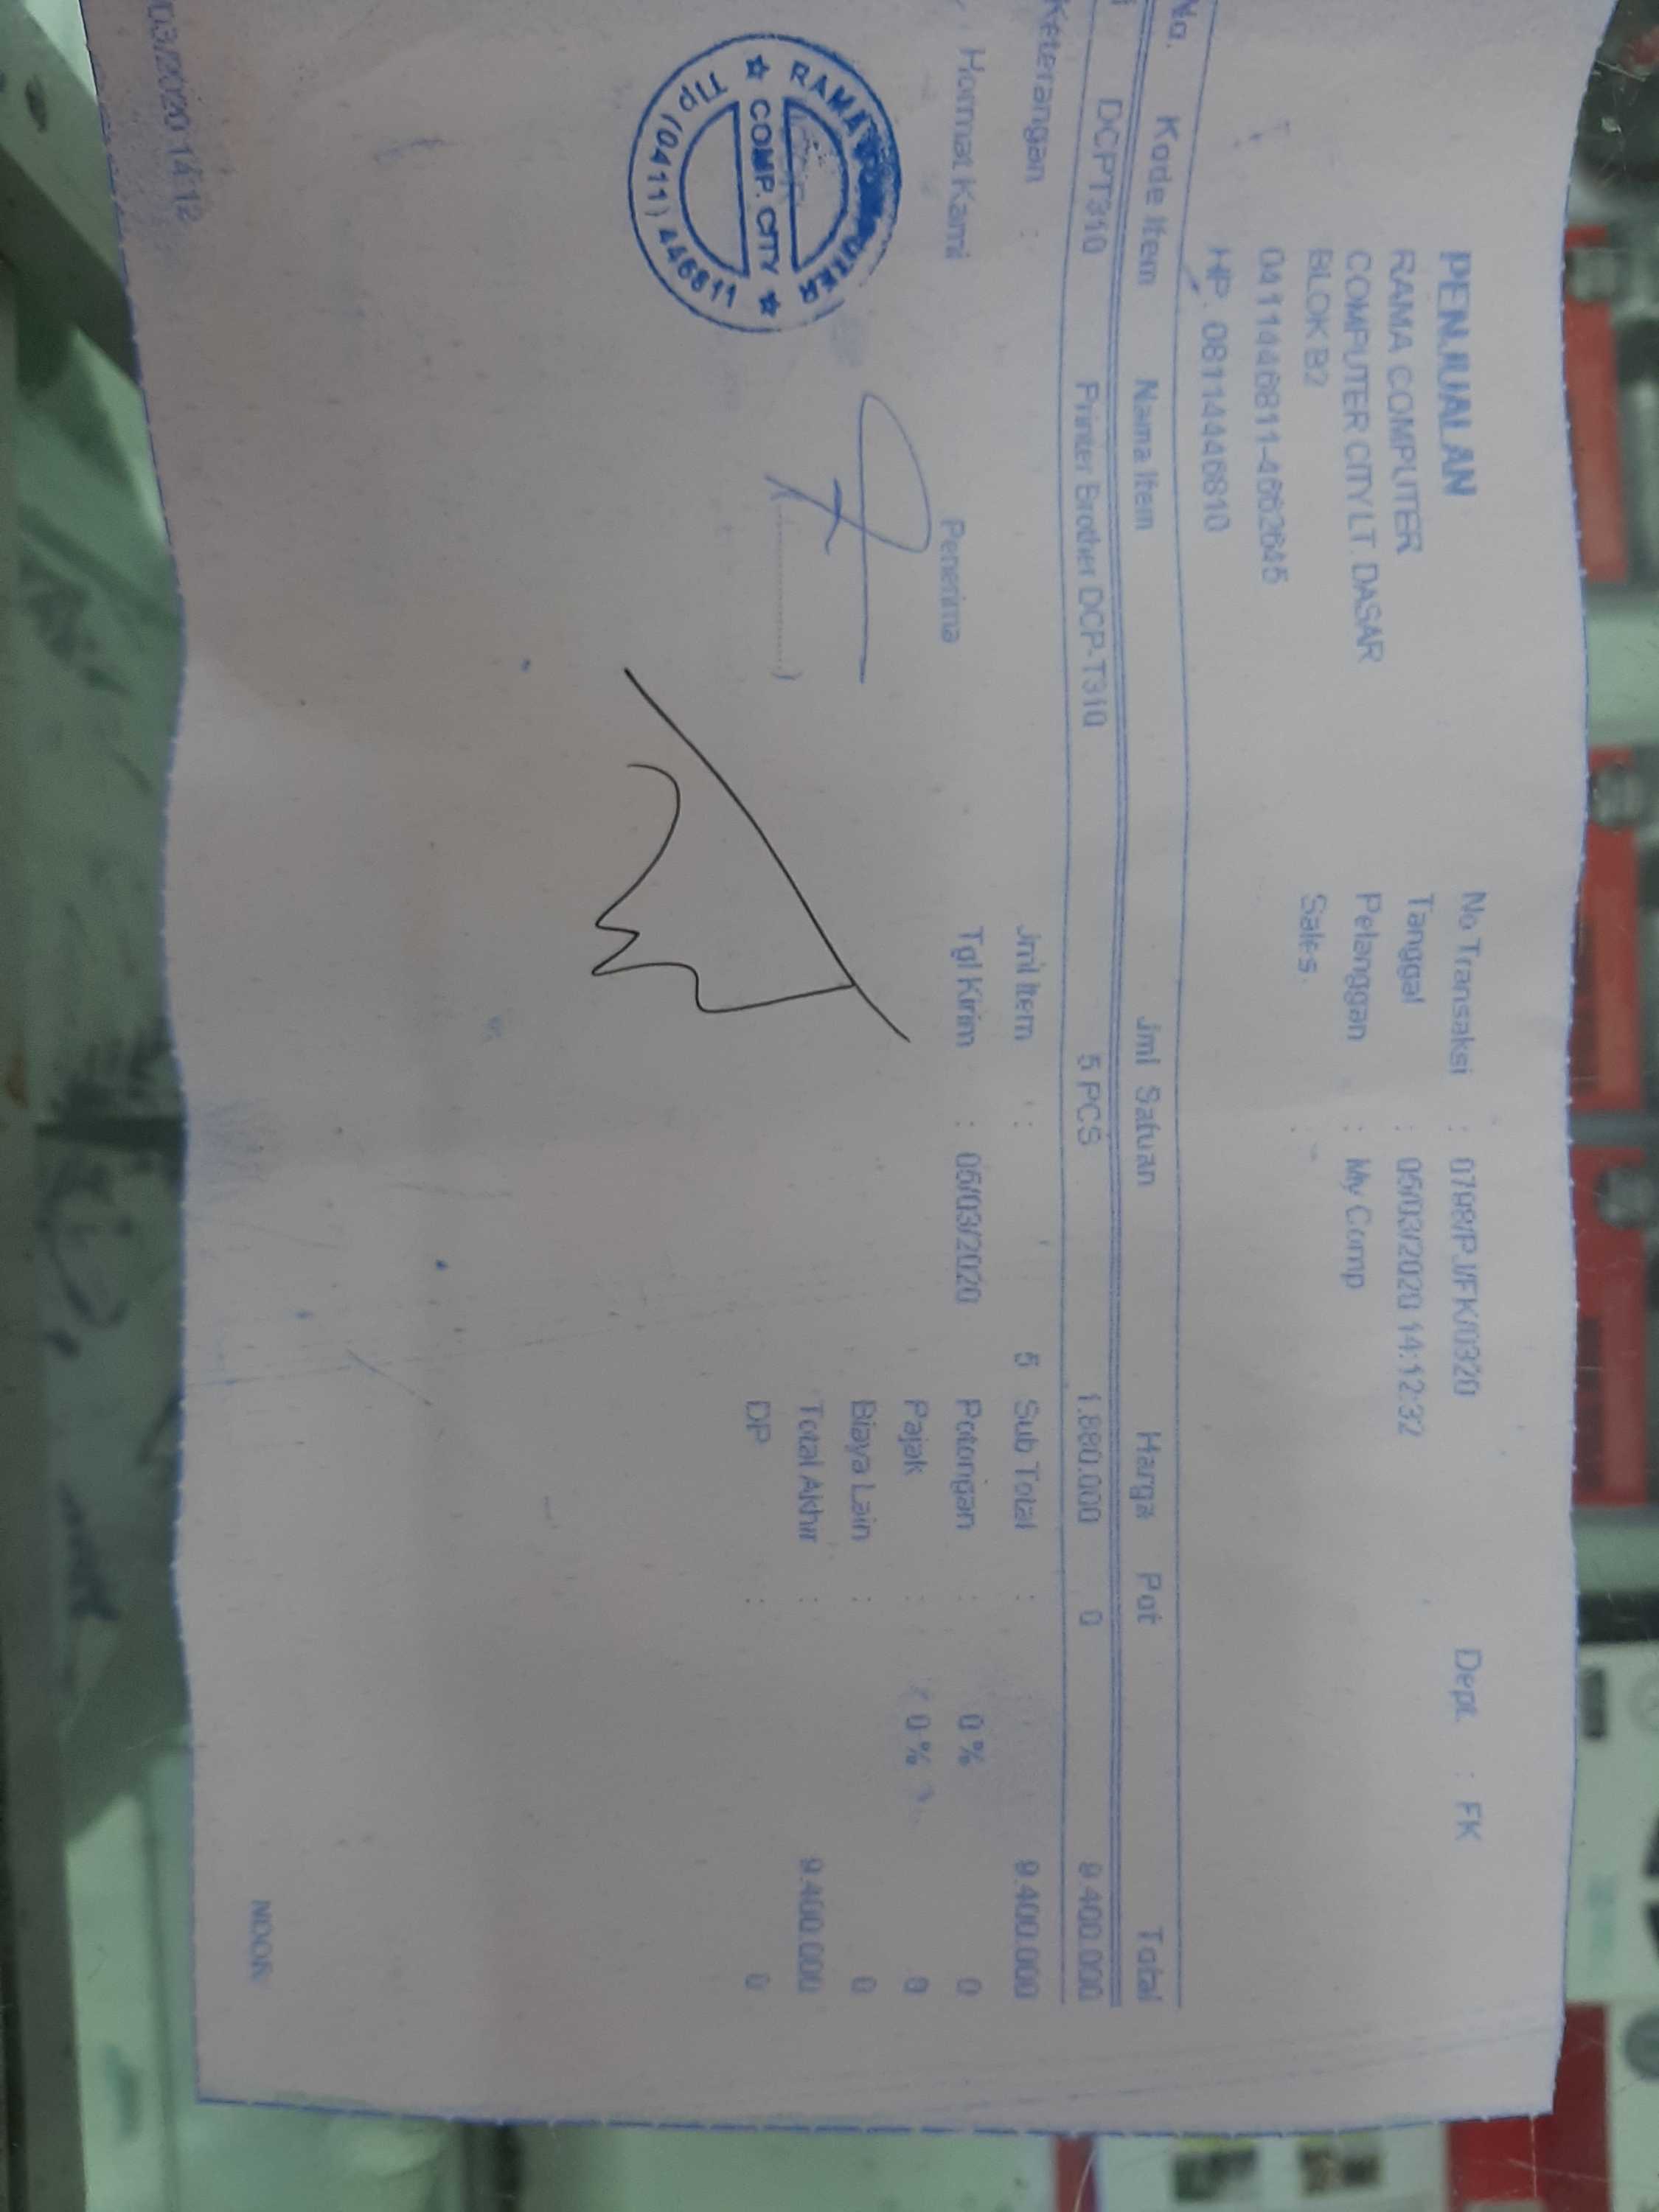 PENJUALAN
RAMA COMPUTER
COMPUTER CITY LT. DASAR
BLOK B2
0411446811-4662645
HP. 08114446810
No Transaksi : 0798/PJ/FK/0320
Tanggal : 05/03/2020 14:12:32
Pelanggan : My Comp
Sales. :
Dept. : FK
No. Kode Item Nama Item Jml Satuan Harga Pot Total
DCPT310 Printer Brother DCP-T310 5 PCS 1.880.000 0 9.400.000
Keterangan :
Jml Item : 5
Tgl Kirim : 05/03/2020
Sub Total : 9.400.000
Potongan : 0 % 0
Pajak : 0 % 0
Biaya Lain : 0
Total Akhir : 9.400.000
DP : 0
Hormat Kami
Penerima
(..............)
RAMA
COMP. CITY
Tlp (0411) 446811
03/2020 14:12